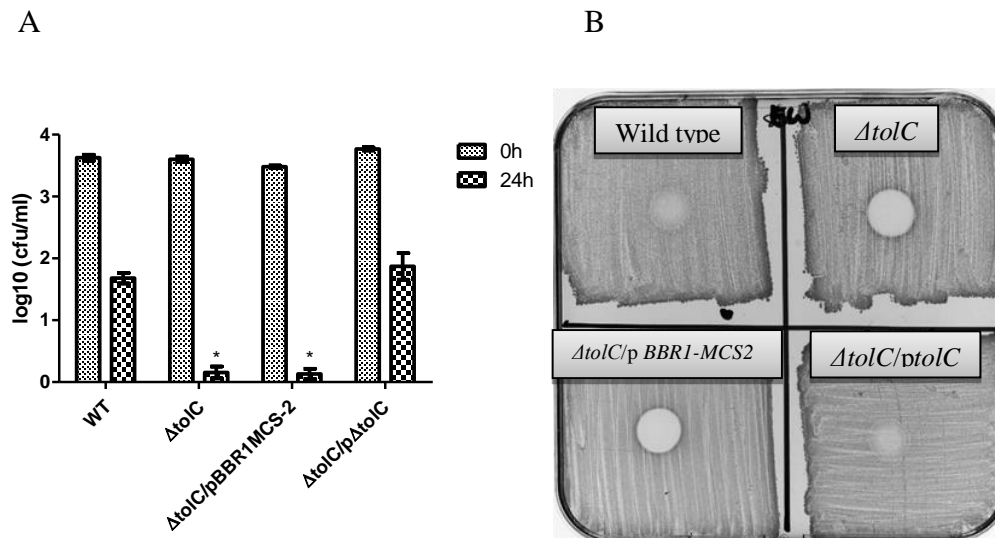 A
B
4
3
2
1
0
log10 (cfu/ml)
0h
24h
*
*
WT
ΔtolC
ΔtolC/pBBR1MCS-2
ΔtolC/pΔtolC
Wild type
ΔtolC
ΔtolC/p BBR1-MCS2
ΔtolC/ptolC